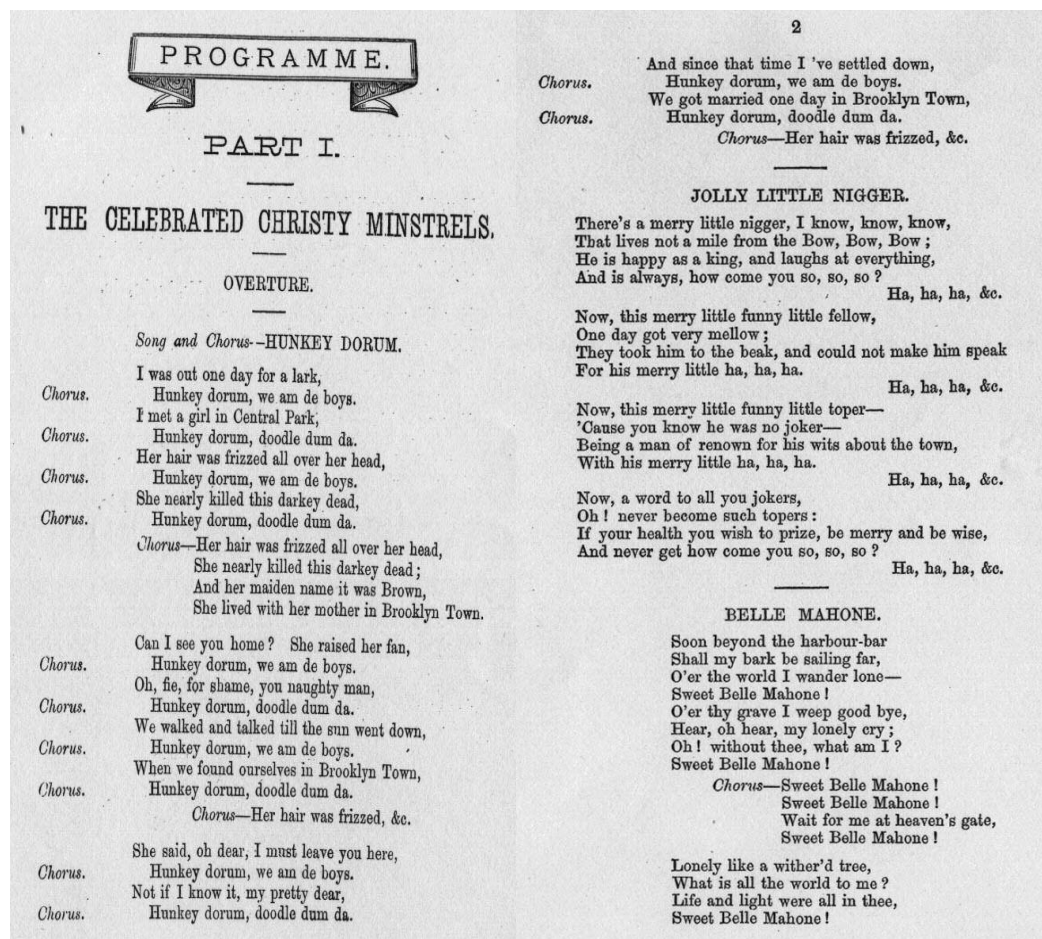 PROGRAMME.
PART I.
THE CELEBRATED CHRISTY MINSTRELS.
OVERTURE.
Song and Chorus--HUNKEY DORUM.
I was out one day for a lark,
Chorus. Hunkey dorum, we am de boys.
I met a girl in Central Park,
Chorus. Hunkey dorum, doodle dum da.
Her hair was frizzed all over her head,
Chorus. Hunkey dorum, we am de boys.
She nearly killed this darkey dead,
Chorus. Hunkey dorum, doodle dum da.
Chorus—Her hair was frizzed all over her head,
She nearly killed this darkey dead;
And her maiden name it was Brown,
She lived with her mother in Brooklyn Town.
Can I see you home? She raised her fan,
Chorus. Hunkey dorum, we am de boys.
Oh, fie, for shame, you naughty man,
Chorus. Hunkey dorum, doodle dum da.
We walked and talked till the sun went down,
Chorus. Hunkey dorum, we am de boys.
When we found ourselves in Brooklyn Town,
Chorus. Hunkey dorum, doodle dum da.
Chorus—Her hair was frizzed, &c.
She said, oh dear, I must leave you here,
Chorus. Hunkey dorum, we am de boys.
Not if I know it, my pretty dear,
Chorus. Hunkey dorum, doodle dum da.
2
And since that time I 've settled down,
Chorus. Hunkey dorum, we am de boys.
We got married one day in Brooklyn Town,
Chorus. Hunkey dorum, doodle dum da.
Chorus—Her hair was frizzed, &c.
JOLLY LITTLE NIGGER.
There's a merry little nigger, I know, know, know,
That lives not a mile from the Bow, Bow, Bow;
He is happy as a king, and laughs at everything,
And is always, how come you so, so, so?
Ha, ha, ha, &c.
Now, this merry little funny little fellow,
One day got very mellow;
They took him to the beak, and could not make him speak
For his merry little ha, ha, ha.
Ha, ha, ha, &c.
Now, this merry little funny little toper—
'Cause you know he was no joker—
Being a man of renown for his wits about the town,
With his merry little ha, ha, ha.
Ha, ha, ha, &c.
Now, a word to all you jokers,
Oh! never become such topers:
If your health you wish to prize, be merry and be wise,
And never get how come you so, so, so?
Ha, ha, ha, &c.
BELLE MAHONE.
Soon beyond the harbour-bar
Shall my bark be sailing far,
O'er the world I wander lone—
Sweet Belle Mahone!
O'er thy grave I weep good bye,
Hear, oh hear, my lonely cry;
Oh! without thee, what am I?
Sweet Belle Mahone!
Chorus—Sweet Belle Mahone!
Sweet Belle Mahone!
Wait for me at heaven's gate,
Sweet Belle Mahone!
Lonely like a wither'd tree,
What is all the world to me?
Life and light were all in thee,
Sweet Belle Mahone!